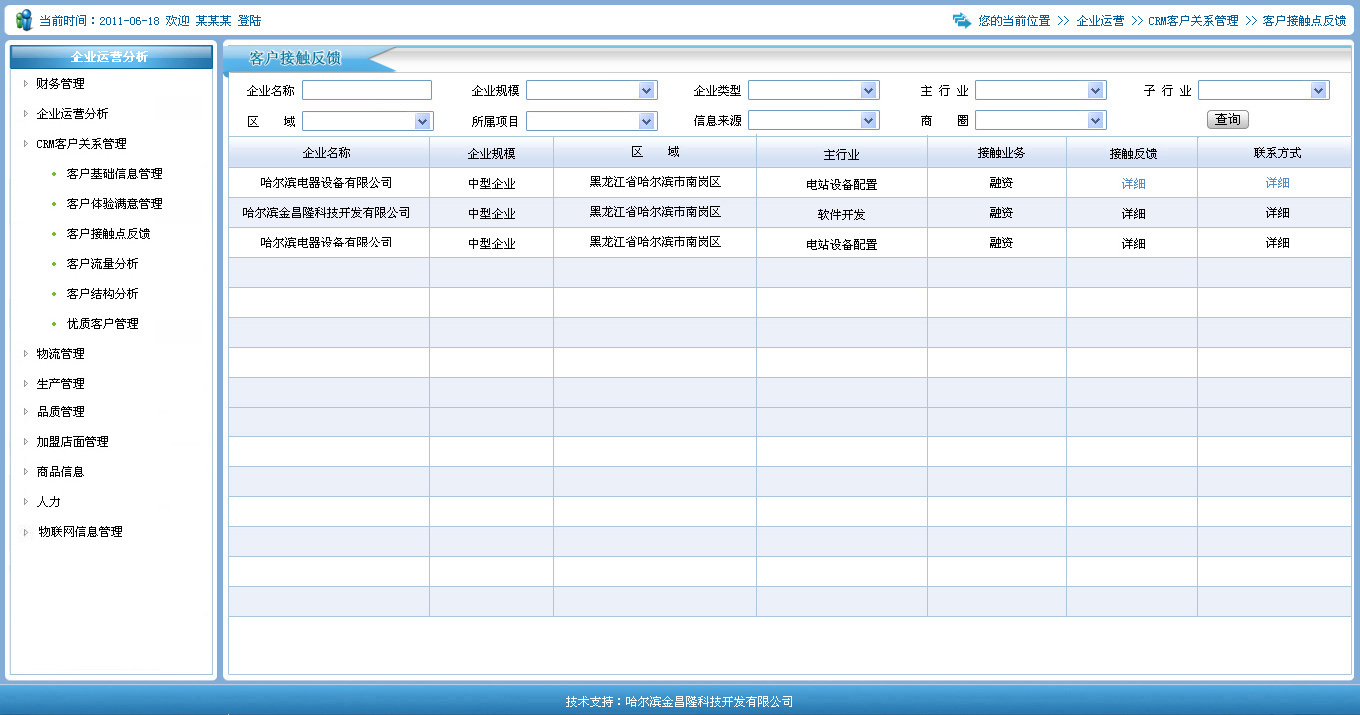 当前时间：2011-06-18 欢迎 某某某 登陆
您的当前位置 >> 企业运营 >> CRM客户关系管理 >> 客户接触点反馈
企业运营分析
财务管理
企业运营分析
CRM客户关系管理
客户基础信息管理
客户体验满意管理
客户接触点反馈
客户流量分析
客户结构分析
优质客户管理
物流管理
生产管理
品质管理
加盟店面管理
商品信息
人力
物联网信息管理
客户接触反馈
企业名称 企业规模 企业类型 主 行 业 子 行 业
区 域 所属项目 信息来源 商 圈 查询
企业名称 企业规模 区 域 主行业 接触业务 接触反馈 联系方式
哈尔滨电器设备有限公司 中型企业 黑龙江省哈尔滨市南岗区 电站设备配置 融资 详细 详细
哈尔滨金昌隆科技开发有限公司 中型企业 黑龙江省哈尔滨市南岗区 软件开发 融资 详细 详细
哈尔滨电器设备有限公司 中型企业 黑龙江省哈尔滨市南岗区 电站设备配置 融资 详细 详细
技术支持：哈尔滨金昌隆科技开发有限公司